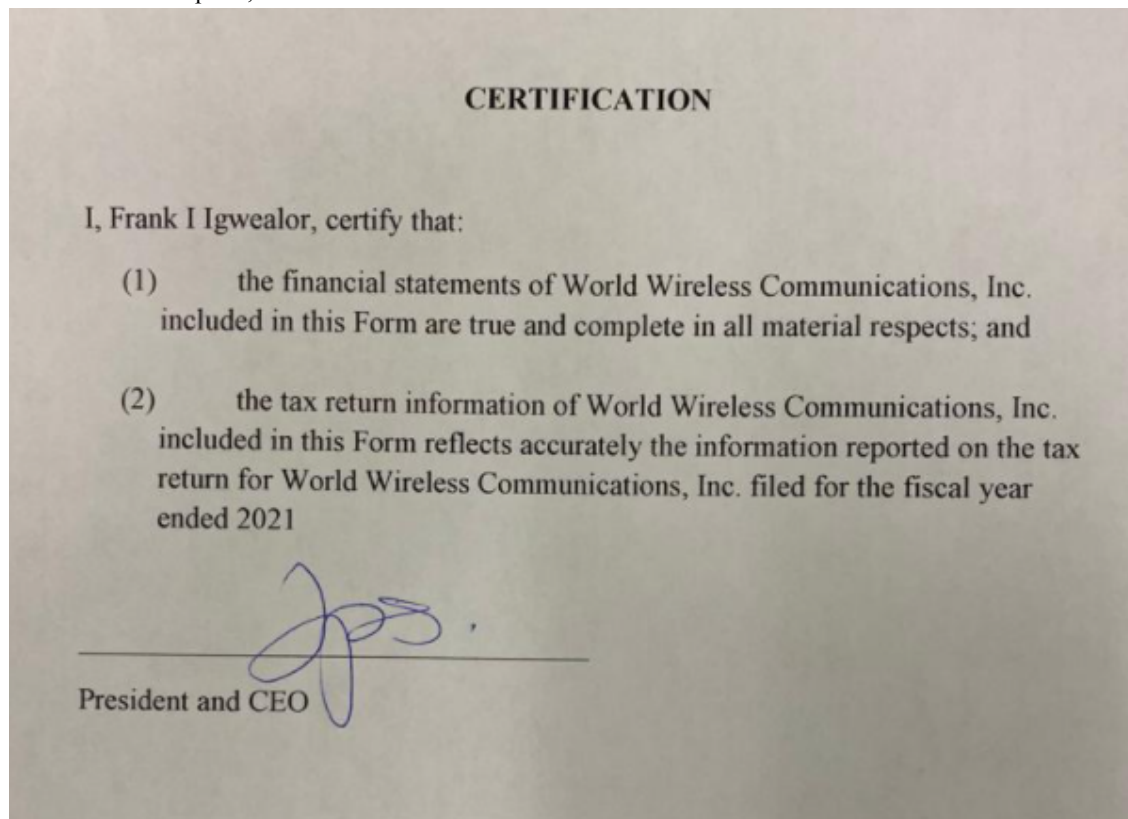 CERTIFICATION
I, Frank I Igwealor, certify that:
(1) the financial statements of World Wireless Communications, Inc.
included in this Form are true and complete in all material respects; and
(2) the tax return information of World Wireless Communications, Inc.
included in this Form reflects accurately the information reported on the tax
return for World Wireless Communications, Inc. filed for the fiscal year
ended 2021
President and CEO